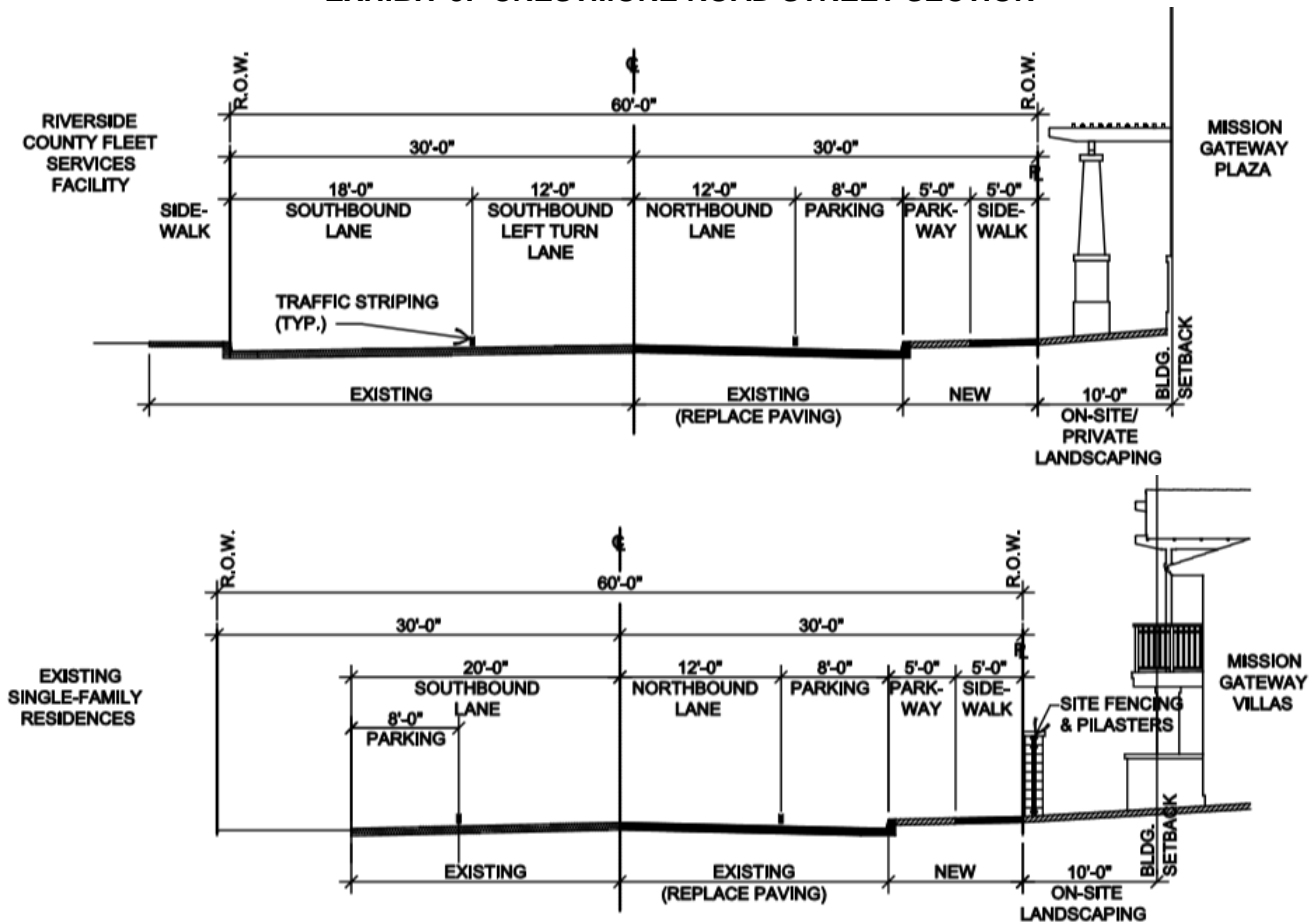 R.O.W.
℄
R.O.W.
60'-0"
RIVERSIDE
COUNTY FLEET
SERVICES
FACILITY
MISSION
GATEWAY
PLAZA
30'-0"
30'-0"
18'-0"
12'-0"
12'-0"
8'-0"
5'-0"
5'-0"
SIDE-
WALK
SOUTHBOUND
LANE
SOUTHBOUND
LEFT TURN
LANE
NORTHBOUND
LANE
PARKING
PARK-
WAY
SIDE-
WALK
TRAFFIC STRIPING
(TYP.)
BLDG.
SETBACK
EXISTING
EXISTING
(REPLACE PAVING)
NEW
10'-0"
ON-SITE/
PRIVATE
LANDSCAPING
R.O.W.
℄
R.O.W.
60'-0"
30'-0"
30'-0"
EXISTING
SINGLE-FAMILY
RESIDENCES
MISSION
GATEWAY
VILLAS
20'-0"
SOUTHBOUND
LANE
8'-0"
PARKING
12'-0"
NORTHBOUND
LANE
8'-0"
PARKING
5'-0"
PARK-
WAY
5'-0"
SIDE-
WALK
SITE FENCING
& PILASTERS
BLDG.
SETBACK
EXISTING
EXISTING
(REPLACE PAVING)
NEW
10'-0"
ON-SITE
LANDSCAPING